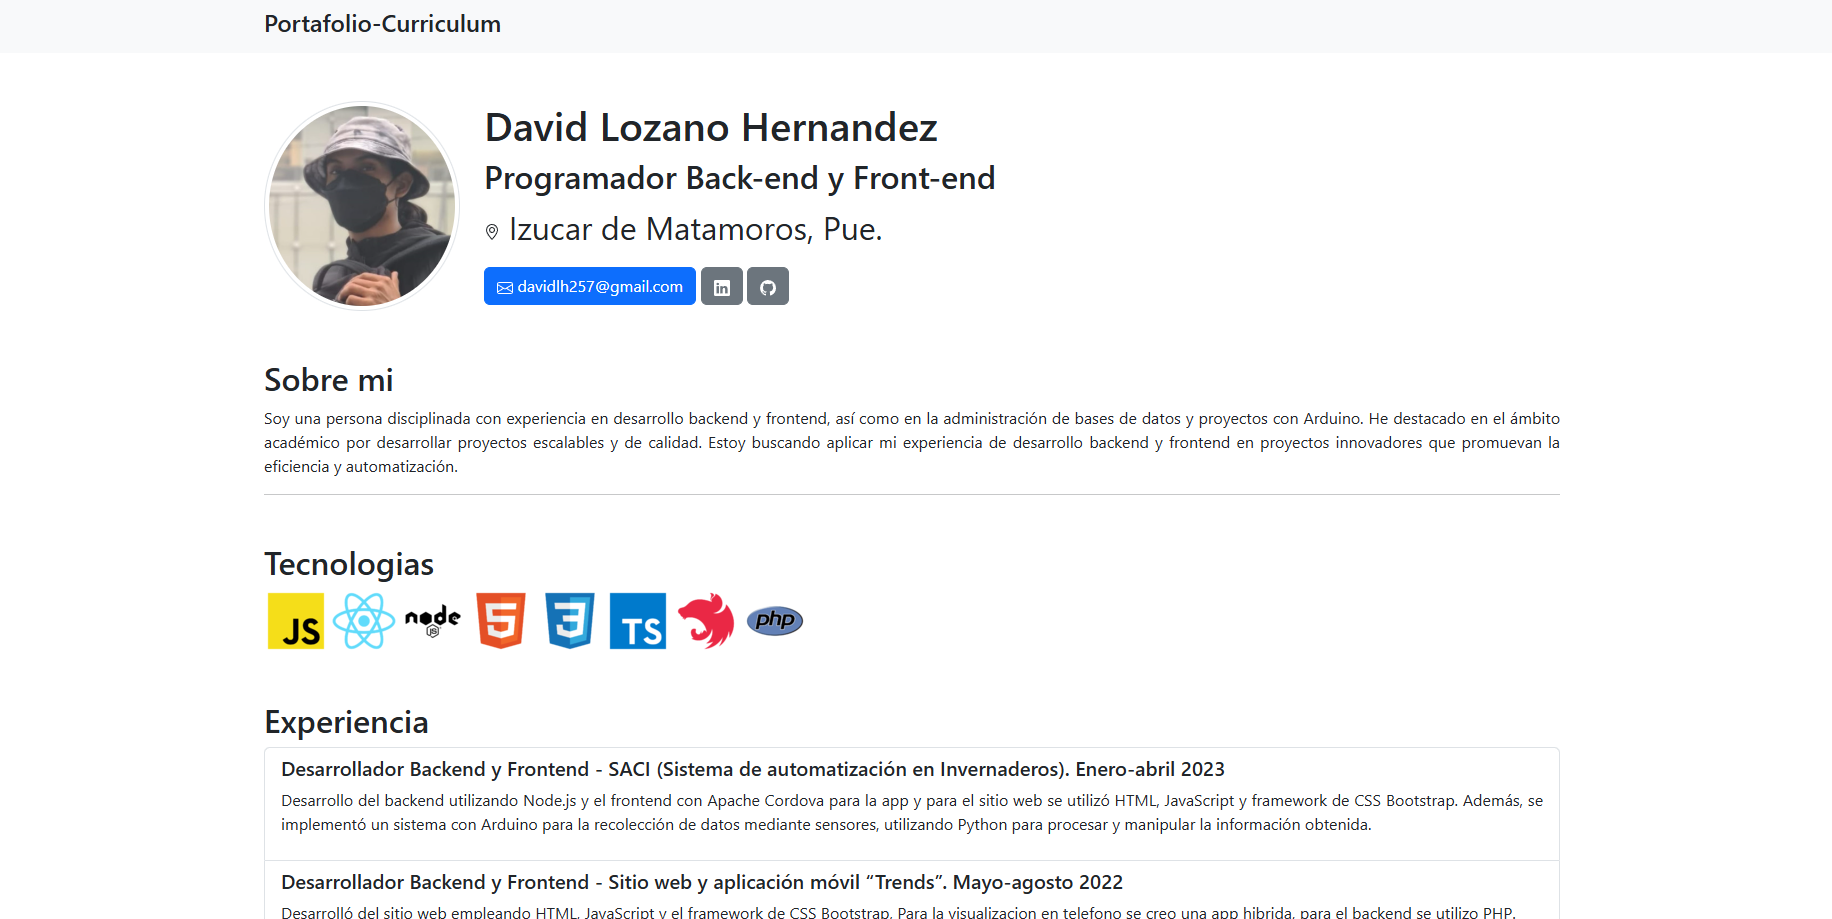 Portafolio-Curriculum
David Lozano Hernandez
Programador Back-end y Front-end
Izucar de Matamoros, Pue.
davidlh257@gmail.com
in
Sobre mi
Soy una persona disciplinada con experiencia en desarrollo backend y frontend, así como en la administración de bases de datos y proyectos con Arduino. He destacado en el ámbito
académico por desarrollar proyectos escalables y de calidad. Estoy buscando aplicar mi experiencia de desarrollo backend y frontend en proyectos innovadores que promuevan la
eficiencia y automatización.
Tecnologias
JS node JS 5 3 TS php
Experiencia
Desarrollador Backend y Frontend - SACI (Sistema de automatización en Invernaderos). Enero-abril 2023
Desarrollo del backend utilizando Node.js y el frontend con Apache Cordova para la app y para el sitio web se utilizó HTML, JavaScript y framework de CSS Bootstrap. Además, se
implementó un sistema con Arduino para la recolección de datos mediante sensores, utilizando Python para procesar y manipular la información obtenida.
Desarrollador Backend y Frontend - Sitio web y aplicación móvil “Trends”. Mayo-agosto 2022
Desarrolló del sitio web empleando HTML, JavaScript y el framework de CSS Bootstrap. Para la visualizacion en telefono se creo una app hibrida, para el backend se utilizo PHP.